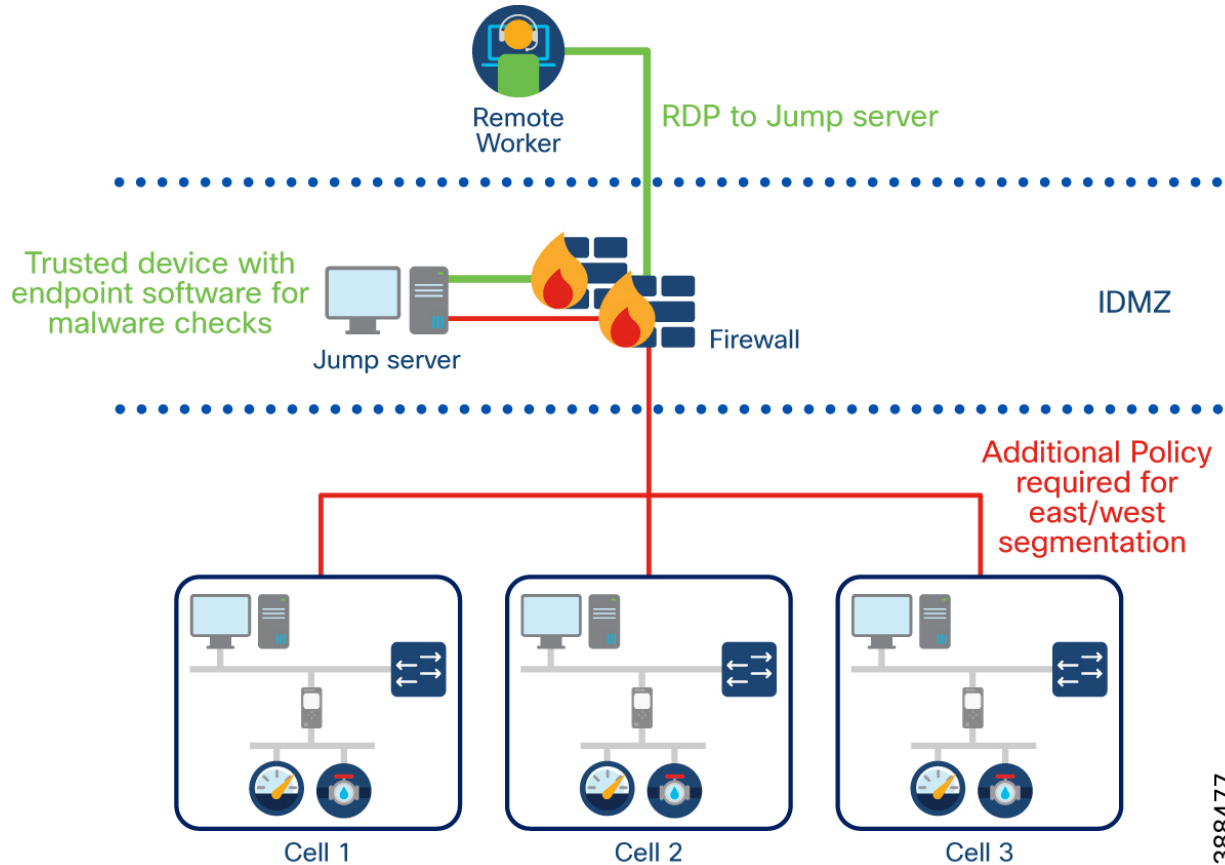 Remote
Worker
RDP to Jump server
Trusted device with
endpoint software for
malware checks
Jump server
Firewall
IDMZ
Additional Policy
required for
east/west
segmentation
Cell 1
Cell 2
Cell 3
388477